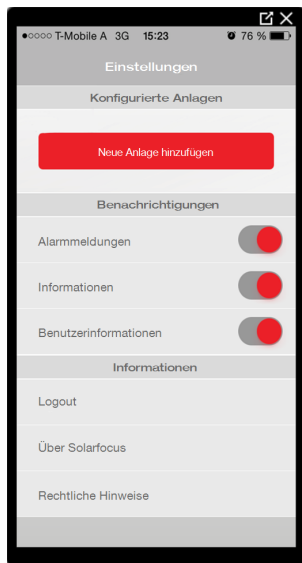 ●○○○○ T-Mobile A 3G 15:23 76 %
Einstellungen
Konfigurierte Anlagen
Neue Anlage hinzufügen
Benachrichtigungen
Alarmmeldungen
Informationen
Benutzerinformationen
Informationen
Logout
Über Solarfocus
Rechtliche Hinweise